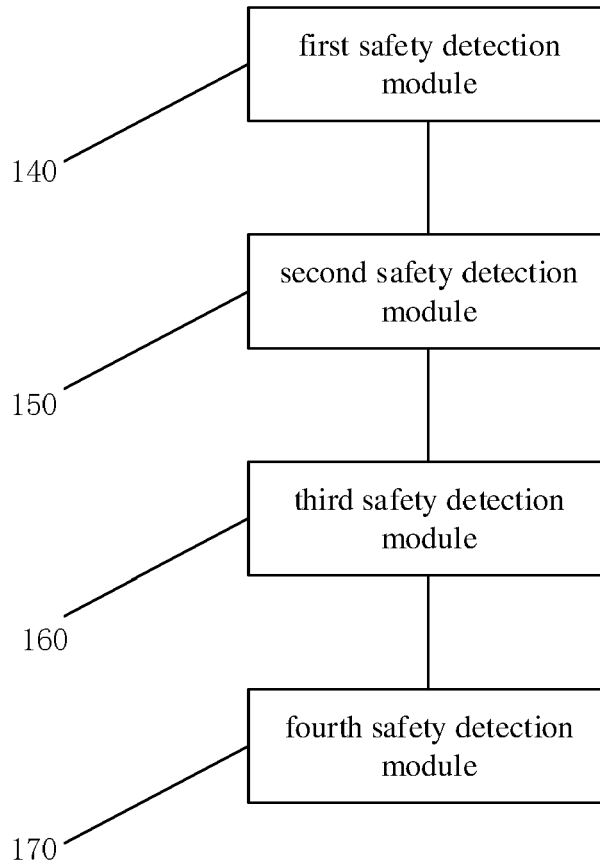 first safety detection
module
140
second safety detection
module
150
third safety detection
module
160
fourth safety detection
module
170